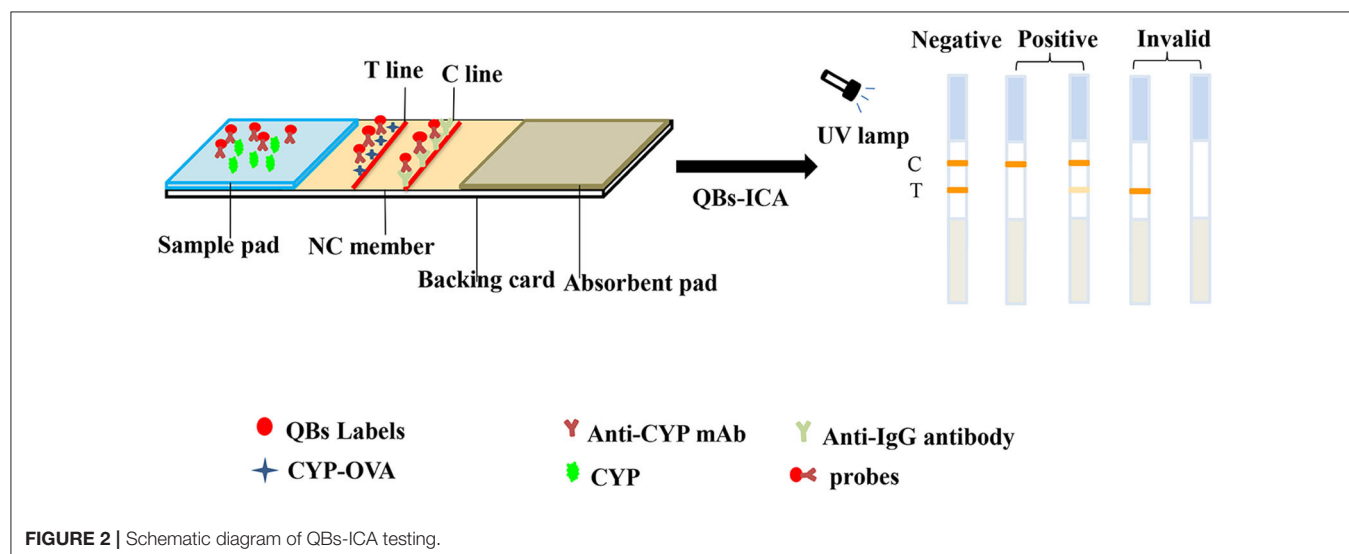 Negative Positive Invalid
T line C line
UV lamp
C
T
QBs-ICA
Sample pad NC member
Backing card Absorbent pad
QBs Labels Anti-CYP mAb Anti-IgG antibody
CYP-OVA CYP probes
FIGURE 2 | Schematic diagram of QBs-ICA testing.